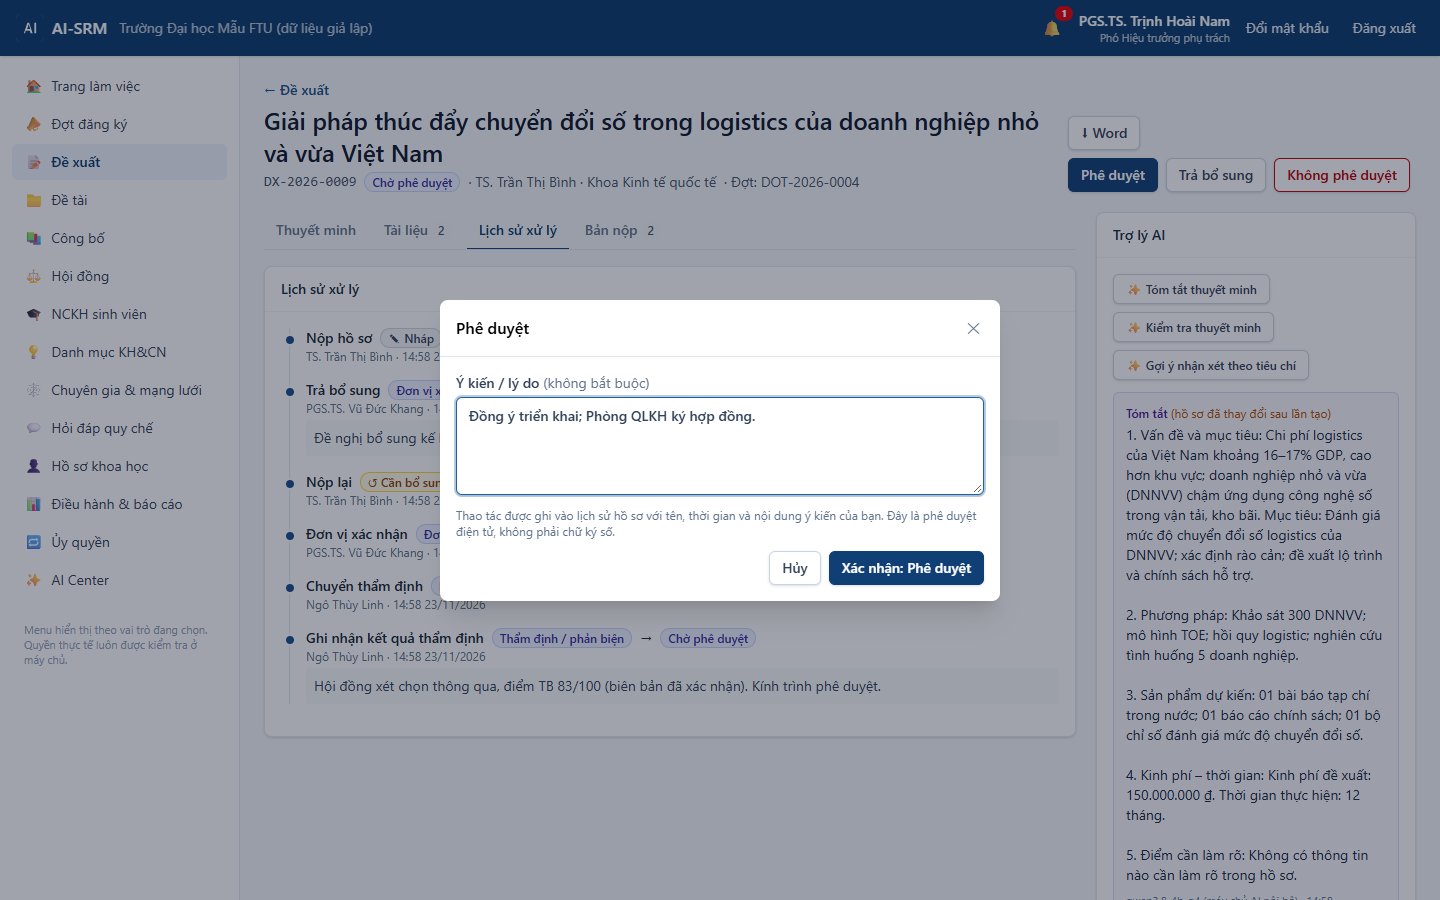 AI AI-SRM Trường Đại học Mẫu FTU (dữ liệu giả lập)
1
PGS.TS. Trịnh Hoài Nam
Phó Hiệu trưởng phụ trách
Đổi mật khẩu
Đăng xuất
Trang làm việc
Đợt đăng ký
Đề xuất
Đề tài
Công bố
Hội đồng
NCKH sinh viên
Danh mục KH&CN
Chuyên gia & mạng lưới
Hỏi đáp quy chế
Hồ sơ khoa học
Điều hành & báo cáo
Ủy quyền
AI Center
Menu hiển thị theo vai trò đang chọn.
Quyền thực tế luôn được kiểm tra ở
máy chủ.
← Đề xuất
Giải pháp thúc đẩy chuyển đổi số trong logistics của doanh nghiệp nhỏ
và vừa Việt Nam
DX-2026-0009 Chờ phê duyệt · TS. Trần Thị Bình · Khoa Kinh tế quốc tế · Đợt: DOT-2026-0004
⬇ Word
Phê duyệt
Trả bổ sung
Không phê duyệt
Thuyết minh
Tài liệu 2
Lịch sử xử lý
Bản nộp 2
Lịch sử xử lý
Nộp hồ sơ Nháp
TS. Trần Thị Bình · 14:58 2
Trả bổ sung Đơn vị x
PGS.TS. Vũ Đức Khang · 1
Đề nghị bổ sung kế
Nộp lại ↺ Cần bổ sun
TS. Trần Thị Bình · 14:58 2
Đơn vị xác nhận Đơ
PGS.TS. Vũ Đức Khang · 1
Chuyển thẩm định
Ngô Thùy Linh · 14:58 23/11/2026
Ghi nhận kết quả thẩm định Thẩm định / phản biện → Chờ phê duyệt
Ngô Thùy Linh · 14:58 23/11/2026
Hội đồng xét chọn thông qua, điểm TB 83/100 (biên bản đã xác nhận). Kính trình phê duyệt.
Phê duyệt
Ý kiến / lý do (không bắt buộc)
Đồng ý triển khai; Phòng QLKH ký hợp đồng.
Thao tác được ghi vào lịch sử hồ sơ với tên, thời gian và nội dung ý kiến của bạn. Đây là phê duyệt
điện tử, không phải chữ ký số.
Hủy
Xác nhận: Phê duyệt
Trợ lý AI
Tóm tắt thuyết minh
Kiểm tra thuyết minh
Gợi ý nhận xét theo tiêu chí
Tóm tắt (hồ sơ đã thay đổi sau lần tạo)
1. Vấn đề và mục tiêu: Chi phí logistics
của Việt Nam khoảng 16–17% GDP, cao
hơn khu vực; doanh nghiệp nhỏ và vừa
(DNNVV) chậm ứng dụng công nghệ số
trong vận tải, kho bãi. Mục tiêu: Đánh giá
mức độ chuyển đổi số logistics của
DNNVV; xác định rào cản; đề xuất lộ trình
và chính sách hỗ trợ.
2. Phương pháp: Khảo sát 300 DNNVV;
mô hình TOE; hồi quy logistic; nghiên cứu
tình huống 5 doanh nghiệp.
3. Sản phẩm dự kiến: 01 bài báo tạp chí
trong nước; 01 báo cáo chính sách; 01 bộ
chỉ số đánh giá mức độ chuyển đổi số.
4. Kinh phí – thời gian: Kinh phí đề xuất:
150.000.000 ₫. Thời gian thực hiện: 12
tháng.
5. Điểm cần làm rõ: Không có thông tin
nào cần làm rõ trong hồ sơ.